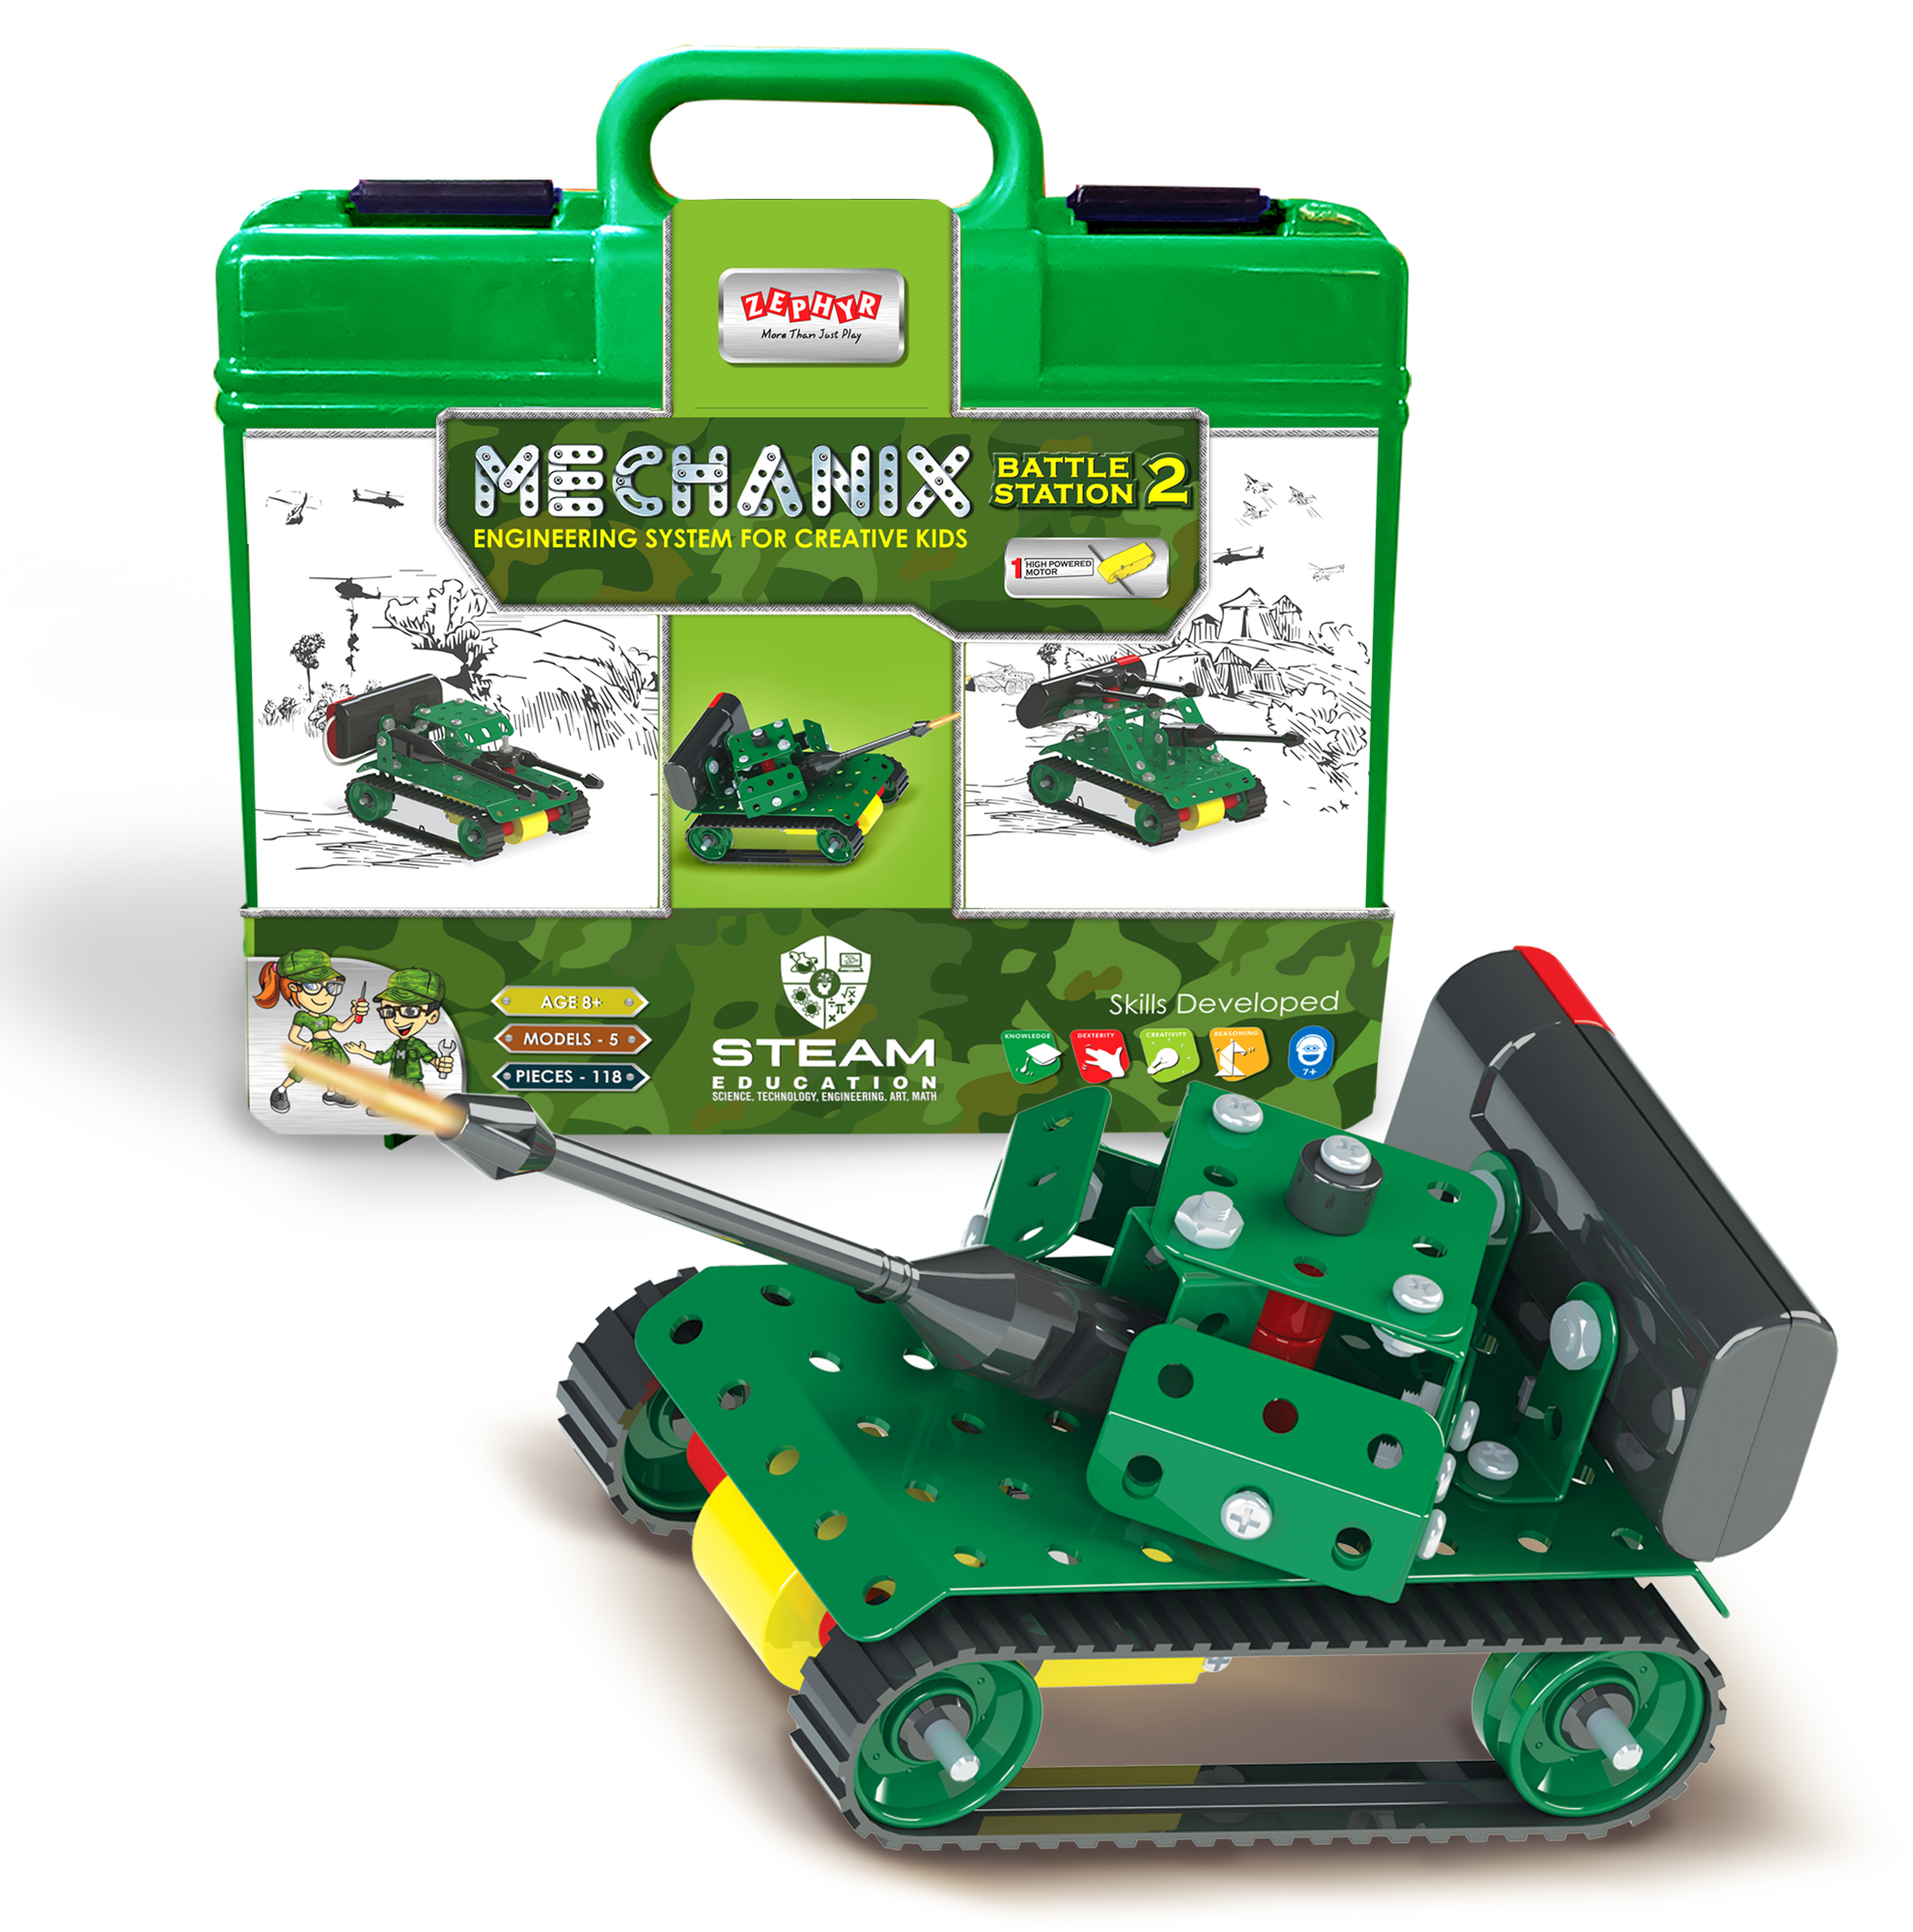 ZEPHYR
More Than Just Play
MECHANIX
BATTLE
STATION 2
ENGINEERING SYSTEM FOR CREATIVE KIDS
1 HIGH POWERED
MOTOR
AGE 8+
MODELS - 5
PIECES - 118
STEAM
EDUCATION
SCIENCE, TECHNOLOGY, ENGINEERING, ART, MATH
Skills Developed
KNOWLEDGE
DEXTERITY
CREATIVITY
REASONING
7+